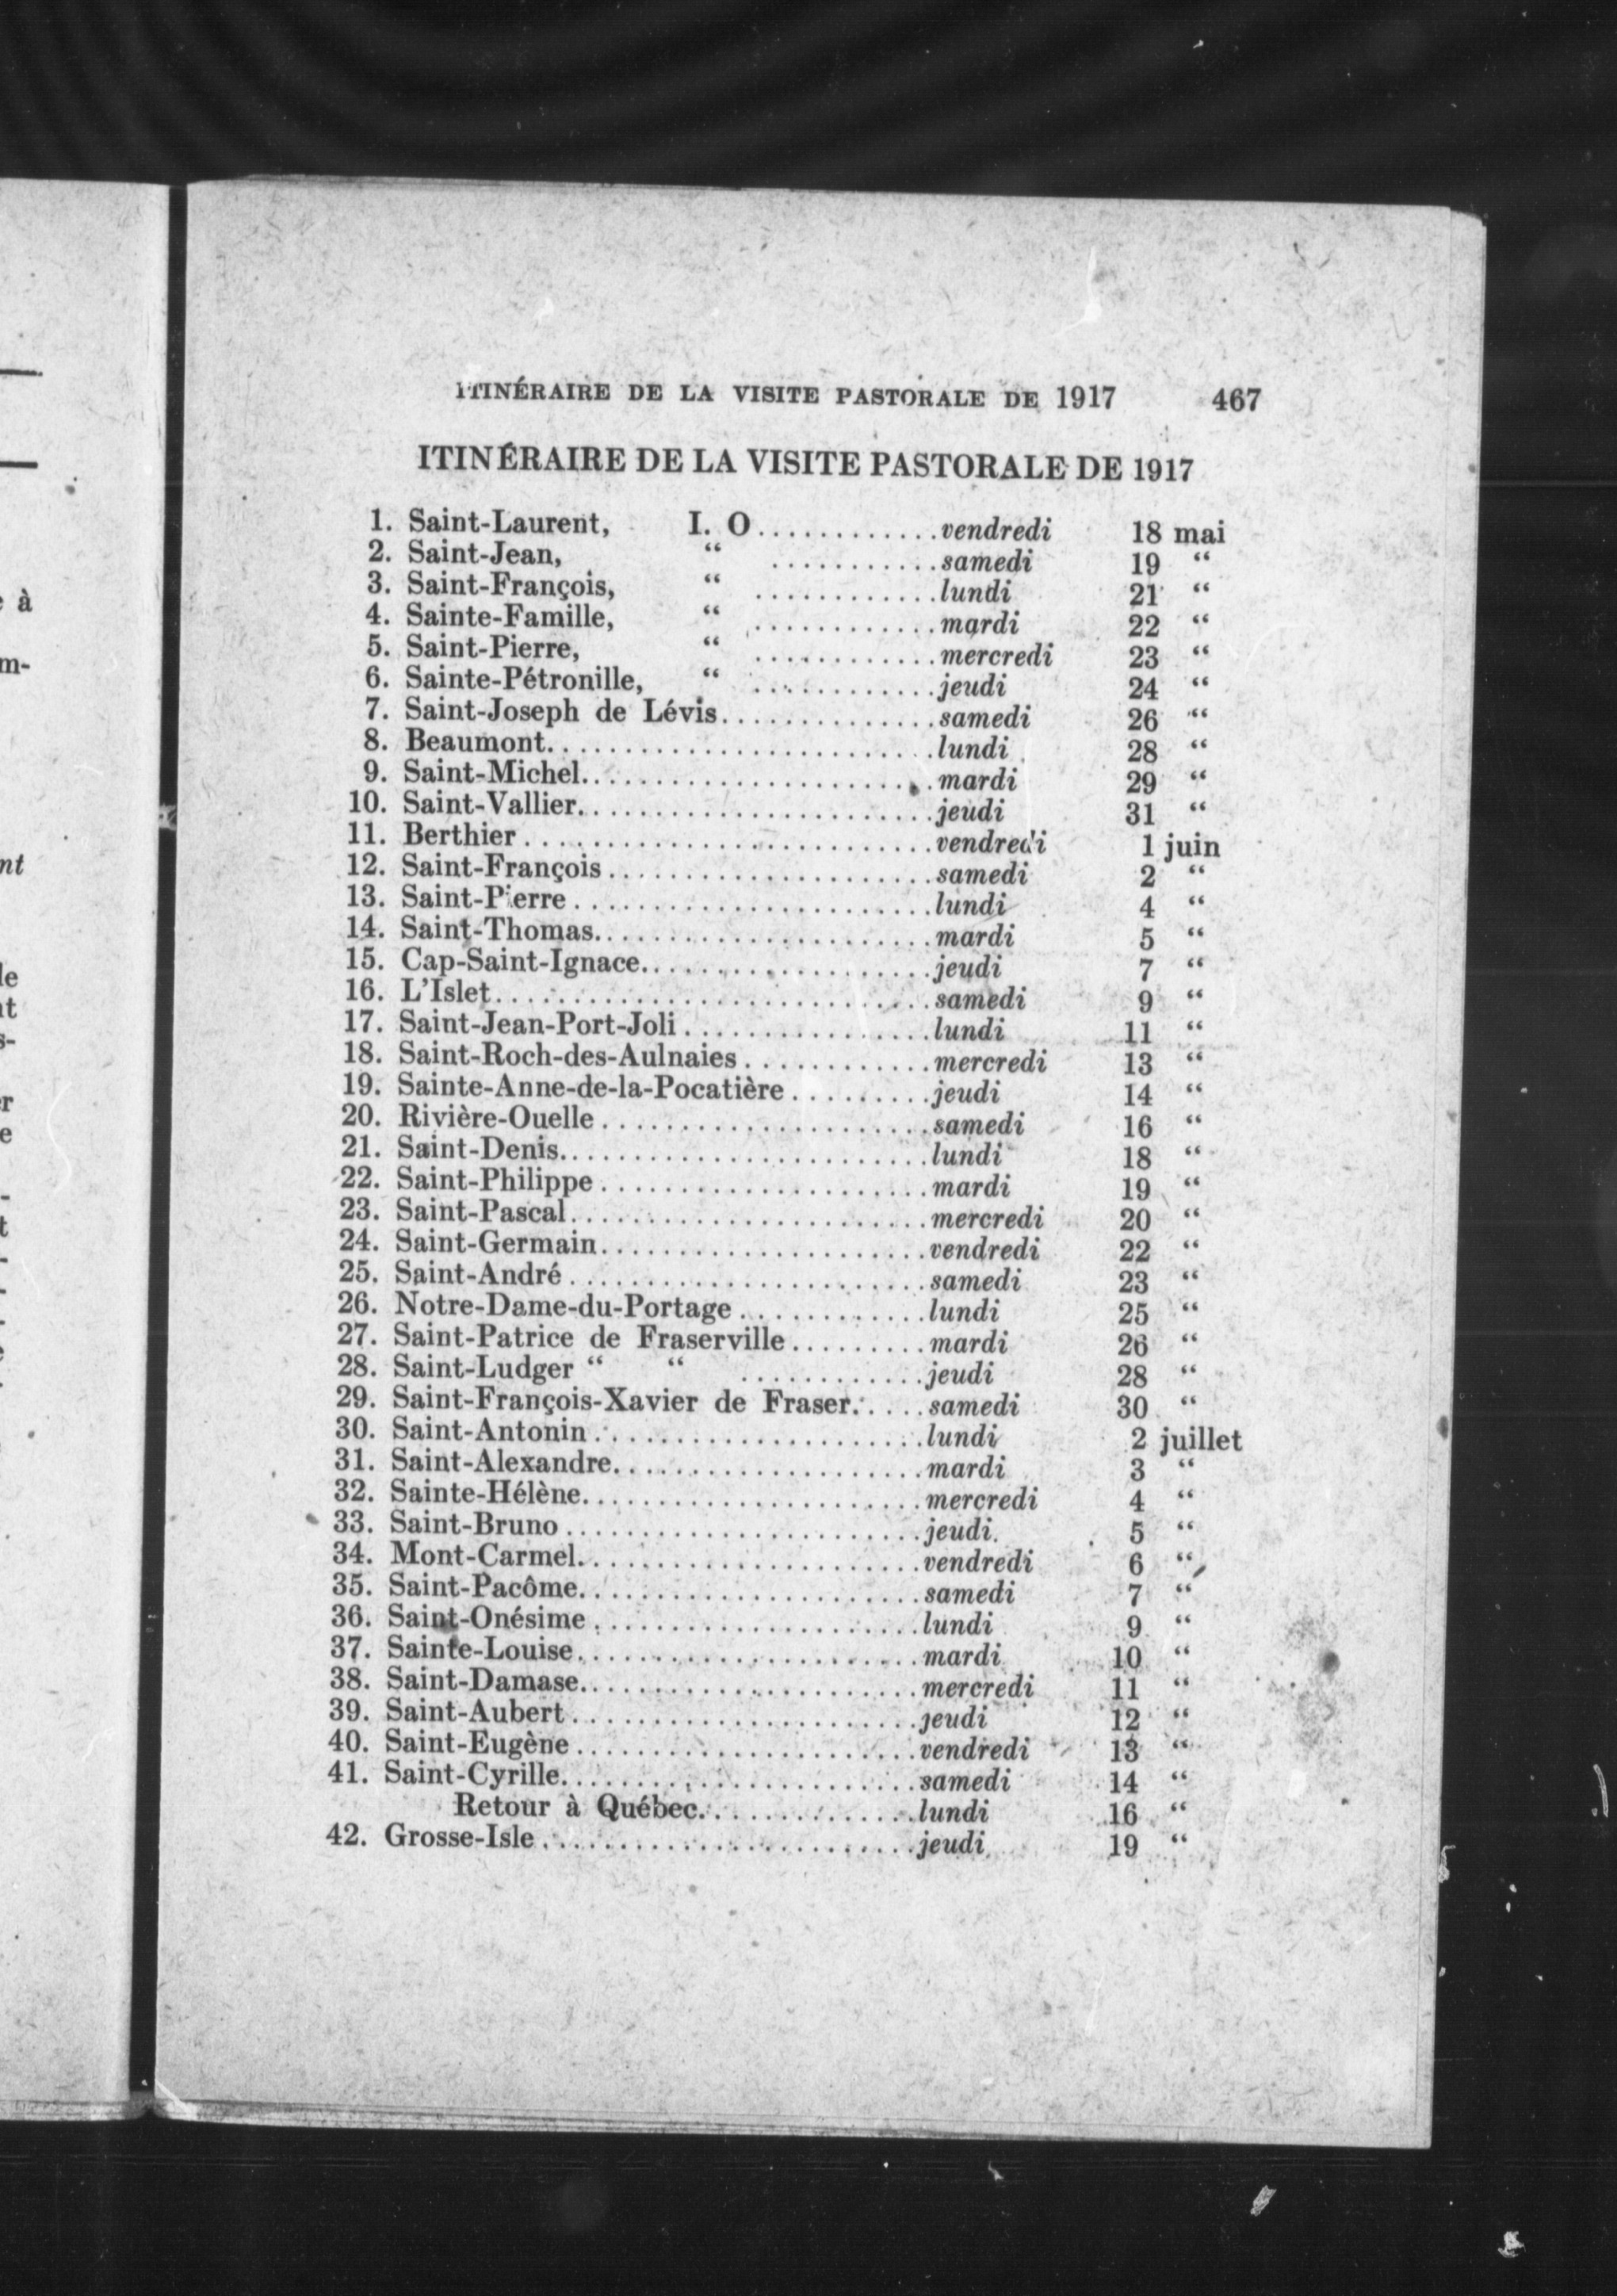 ITINÉRAIRE DE LA VISITE PASTORALE DE 1917 467
ITINÉRAIRE DE LA VISITE PASTORALE DE 1917
1. Saint-Laurent, I. O............. vendredi 18 mai
2. Saint-Jean, “ ........... samedi 19 “
3. Saint-François, “ ............ lundi 21 “
4. Sainte-Famille, “ ............ mardi 22 “
5. Saint-Pierre, “ ............ mercredi 23 “
6. Sainte-Pétronille, “ ............ jeudi 24 “
7. Saint-Joseph de Lévis.............. samedi 26 “
8. Beaumont......................... lundi 28 “
9. Saint-Michel....................... mardi 29 “
10. Saint-Vallier....................... jeudi 31 “
11. Berthier........................... vendredi 1 juin
12. Saint-François..................... samedi 2 “
13. Saint-Pierre....................... lundi 4 “
14. Saint-Thomas...................... mardi 5 “
15. Cap-Saint-Ignace................... jeudi 7 “
16. L'Islet............................ samedi 9 “
17. Saint-Jean-Port-Joli................ lundi 11 “
18. Saint-Roch-des-Aulnaies............ mercredi 13 “
19. Sainte-Anne-de-la-Pocatière......... jeudi 14 “
20. Rivière-Ouelle..................... samedi 16 “
21. Saint-Denis........................ lundi 18 “
22. Saint-Philippe..................... mardi 19 “
23. Saint-Pascal....................... mercredi 20 “
24. Saint-Germain..................... vendredi 22 “
25. Saint-André....................... samedi 23 “
26. Notre-Dame-du-Portage............ lundi 25 “
27. Saint-Patrice de Fraserville......... mardi 26 “
28. Saint-Ludger “ “ ............ jeudi 28 “
29. Saint-François-Xavier de Fraser..... samedi 30 “
30. Saint-Antonin..................... lundi 2 juillet
31. Saint-Alexandre.................... mardi 3 “
32. Sainte-Hélène...................... mercredi 4 “
33. Saint-Bruno....................... jeudi 5 “
34. Mont-Carmel...................... vendredi 6 “
35. Saint-Pacôme...................... samedi 7 “
36. Saint-Onésime..................... lundi 9 “
37. Sainte-Louise...................... mardi 10 “
38. Saint-Damase...................... mercredi 11 “
39. Saint-Aubert....................... jeudi 12 “
40. Saint-Eugène...................... vendredi 13 “
41. Saint-Cyrille....................... samedi 14 “
Retour à Québec.............. lundi 16 “
42. Grosse-Isle........................ jeudi 19 “